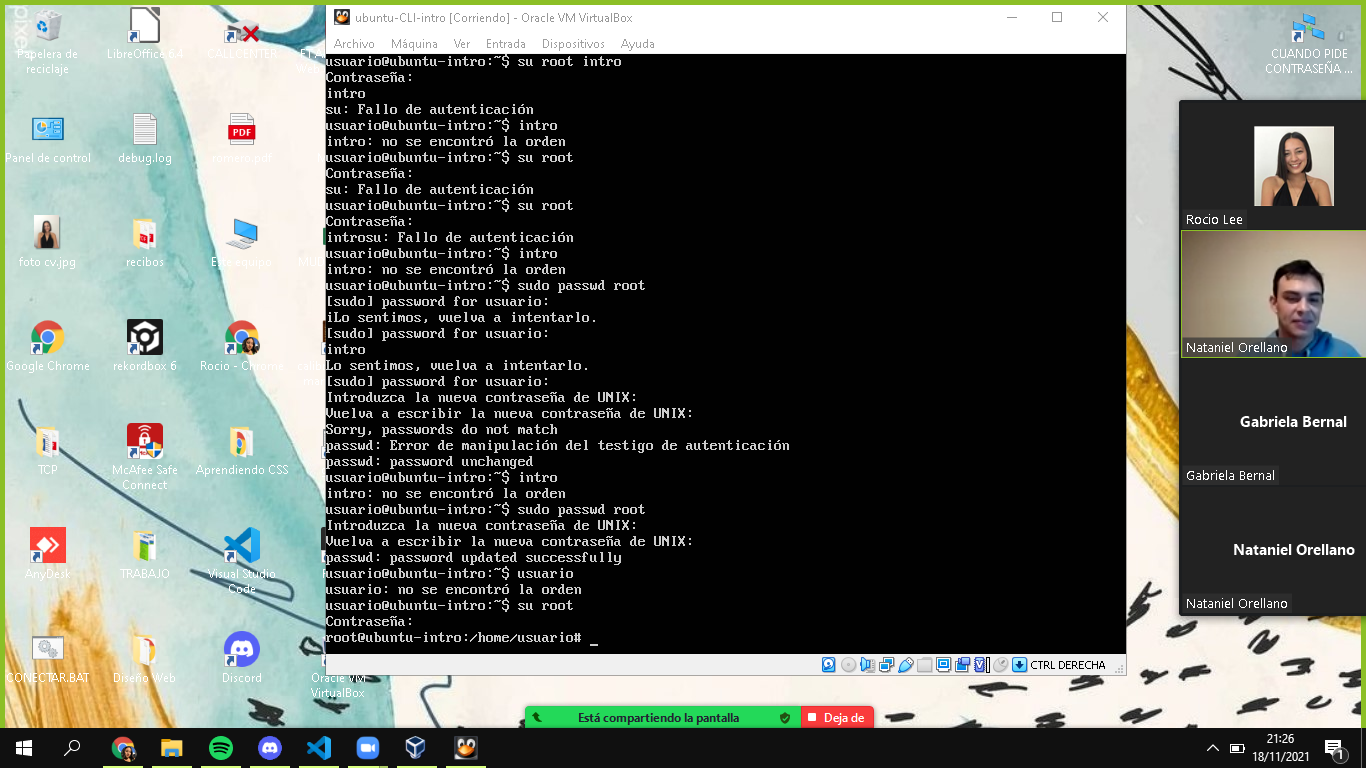 pixe
Papelera de
reciclaje
LibreOffice 6.4
CALLCENTER
Panel de control
debug.log
romero.pdf
PDF
foto cv.jpg
recibos
Este equipo
Google Chrome
rekordbox 6
Rocio - Chrome
TCP
McAfee Safe
Connect
Aprendiendo CSS
AnyDesk
TRABAJO
Visual Studio
Code
CONECTAR.BAT
Diseño Web
Discord
Oracle VM
VirtualBox
ubuntu-CLI-intro [Corriendo] - Oracle VM VirtualBox
Archivo Máquina Ver Entrada Dispositivos Ayuda
usuario@ubuntu-intro:~$ su root intro
Contraseña:
intro
su: Fallo de autenticación
usuario@ubuntu-intro:~$ intro
intro: no se encontró la orden
usuario@ubuntu-intro:~$ su root
Contraseña:
su: Fallo de autenticación
usuario@ubuntu-intro:~$ su root
Contraseña:
introsu: Fallo de autenticación
usuario@ubuntu-intro:~$ intro
intro: no se encontró la orden
usuario@ubuntu-intro:~$ sudo passwd root
[sudo] password for usuario:
iLo sentimos, vuelva a intentarlo.
[sudo] password for usuario:
intro
Lo sentimos, vuelva a intentarlo.
[sudo] password for usuario:
Introduzca la nueva contraseña de UNIX:
Vuelva a escribir la nueva contraseña de UNIX:
Sorry, passwords do not match
passwd: Error de manipulación del testigo de autenticación
passwd: password unchanged
usuario@ubuntu-intro:~$ intro
intro: no se encontró la orden
usuario@ubuntu-intro:~$ sudo passwd root
Introduzca la nueva contraseña de UNIX:
Vuelva a escribir la nueva contraseña de UNIX:
passwd: password updated successfully
usuario@ubuntu-intro:~$ usuario
usuario: no se encontró la orden
usuario@ubuntu-intro:~$ su root
Contraseña:
root@ubuntu-intro:/home/usuario# _
CTRL DERECHA
CUANDO PIDE
CONTRASEÑA ...
Rocio Lee
Nataniel Orellano
Gabriela Bernal
Gabriela Bernal
Nataniel Orellano
Nataniel Orellano
Está compartiendo la pantalla
Deja de
21:26
18/11/2021
1